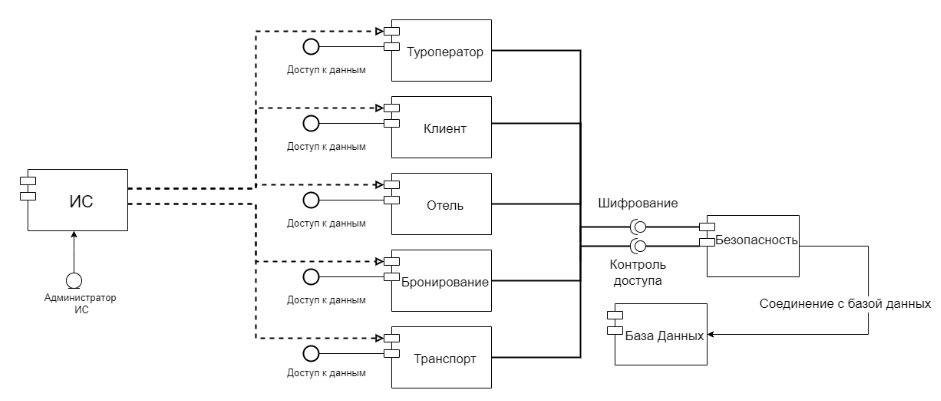 Туроператор
Доступ к данным
Клиент
Доступ к данным
ИС
Отель
Доступ к данным
Шифрование
Безопасность
Контроль
доступа
Бронирование
Доступ к данным
Администратор
ИС
Соединение с базой данных
База Данных
Транспорт
Доступ к данным